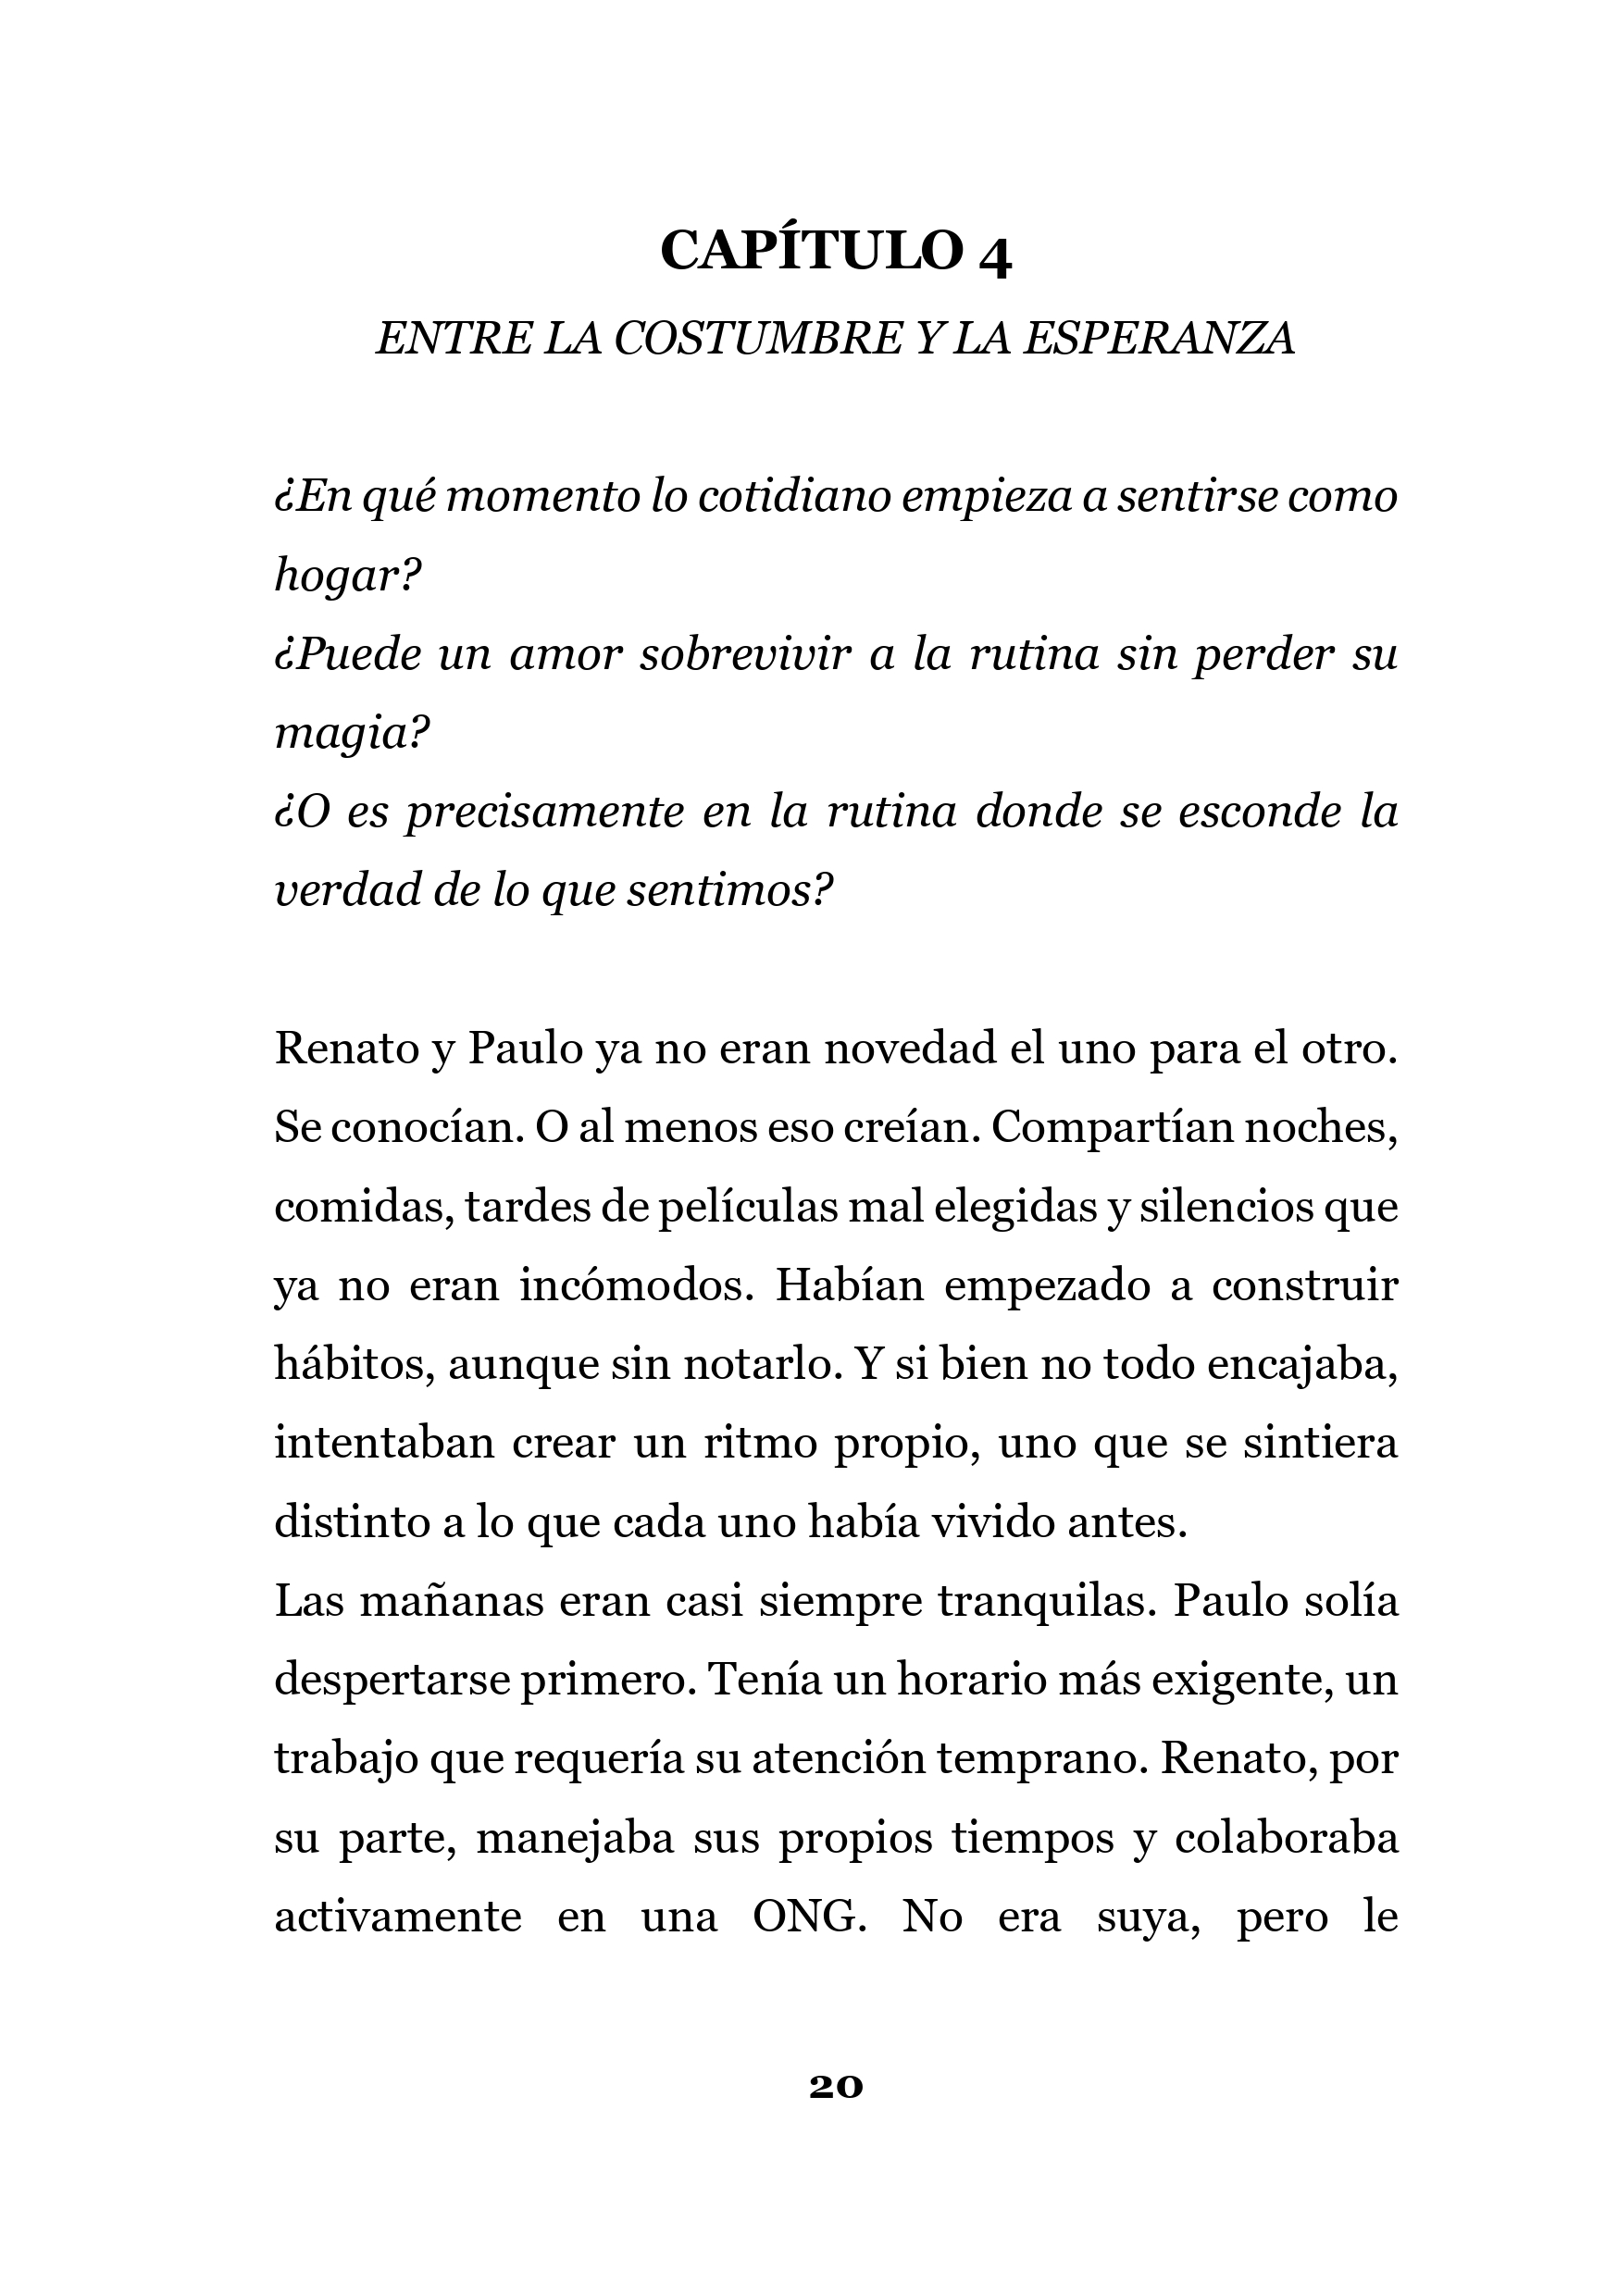 CAPÍTULO 4
ENTRE LA COSTUMBRE Y LA ESPERANZA
¿En qué momento lo cotidiano empieza a sentirse como
hogar?
¿Puede un amor sobrevivir a la rutina sin perder su
magia?
¿O es precisamente en la rutina donde se esconde la
verdad de lo que sentimos?
Renato y Paulo ya no eran novedad el uno para el otro.
Se conocían. O al menos eso creían. Compartían noches,
comidas, tardes de películas mal elegidas y silencios que
ya no eran incómodos. Habían empezado a construir
hábitos, aunque sin notarlo. Y si bien no todo encajaba,
intentaban crear un ritmo propio, uno que se sintiera
distinto a lo que cada uno había vivido antes.
Las mañanas eran casi siempre tranquilas. Paulo solía
despertarse primero. Tenía un horario más exigente, un
trabajo que requería su atención temprano. Renato, por
su parte, manejaba sus propios tiempos y colaboraba
activamente en una ONG. No era suya, pero le
20